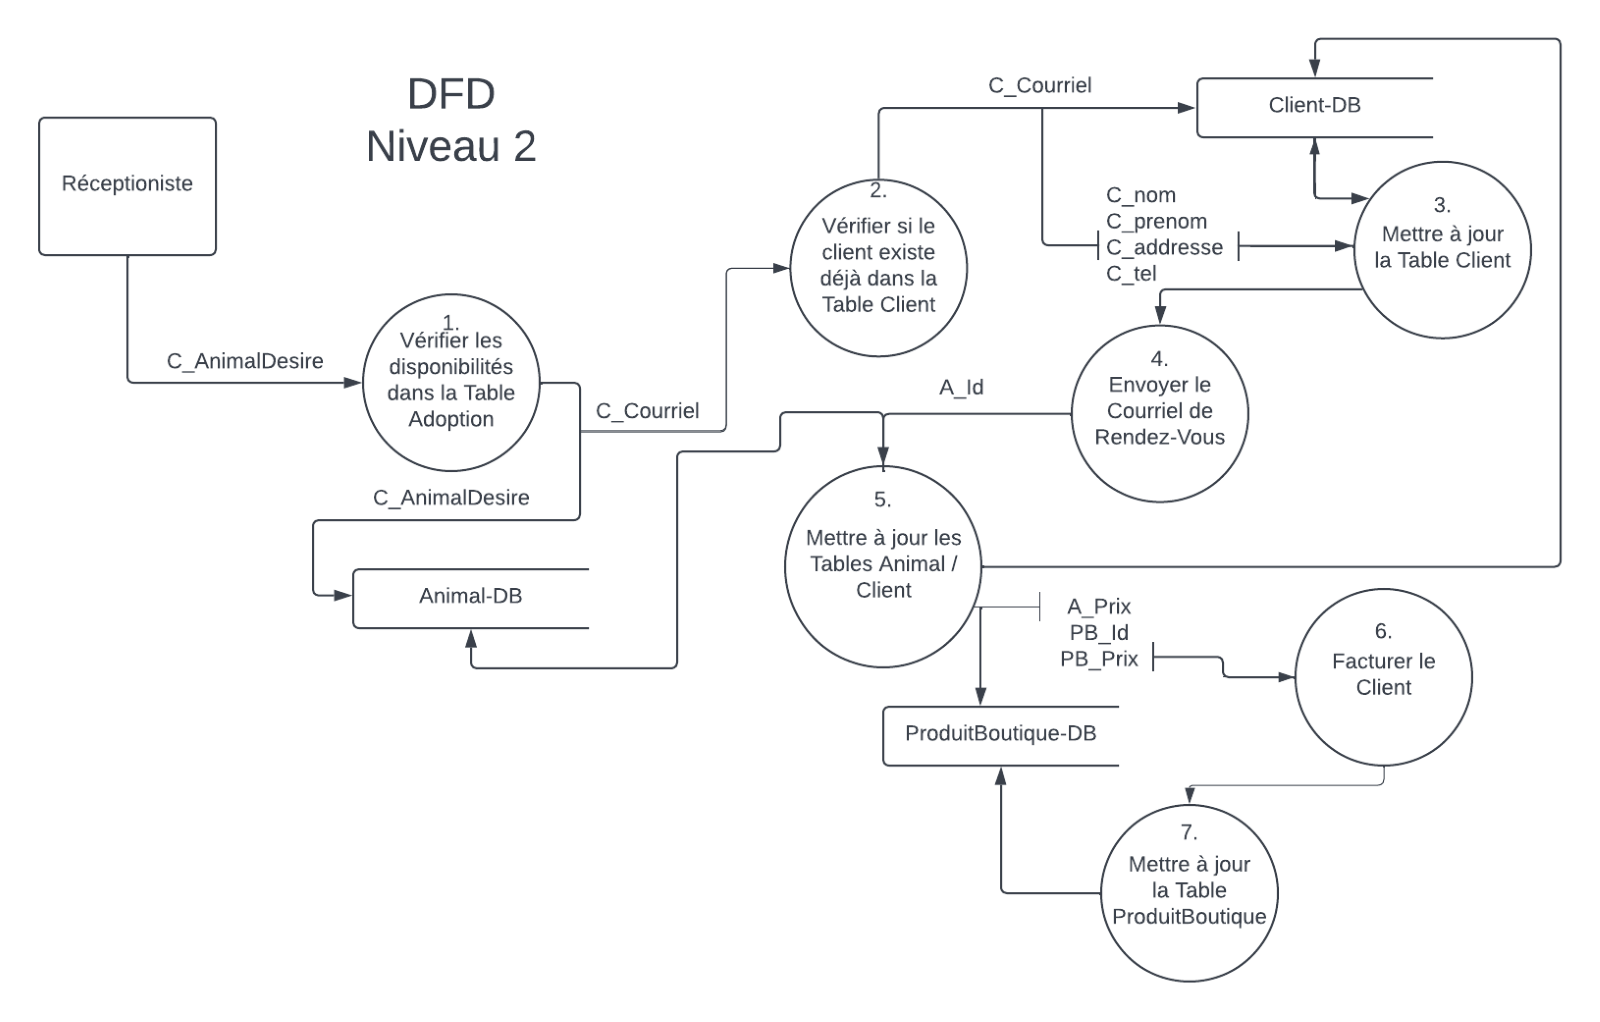 DFD
Niveau 2
Réceptioniste
C_AnimalDesire
1.
Vérifier les
disponibilités
dans la Table
Adoption
C_Courriel
C_AnimalDesire
Animal-DB
2.
Vérifier si le
client existe
déjà dans la
Table Client
C_Courriel
Client-DB
C_nom
C_prenom
C_addresse
C_tel
3.
Mettre à jour
la Table Client
4.
Envoyer le
Courriel de
Rendez-Vous
A_Id
5.
Mettre à jour les
Tables Animal /
Client
A_Prix
PB_Id
PB_Prix
6.
Facturer le
Client
ProduitBoutique-DB
7.
Mettre à jour
la Table
ProduitBoutique